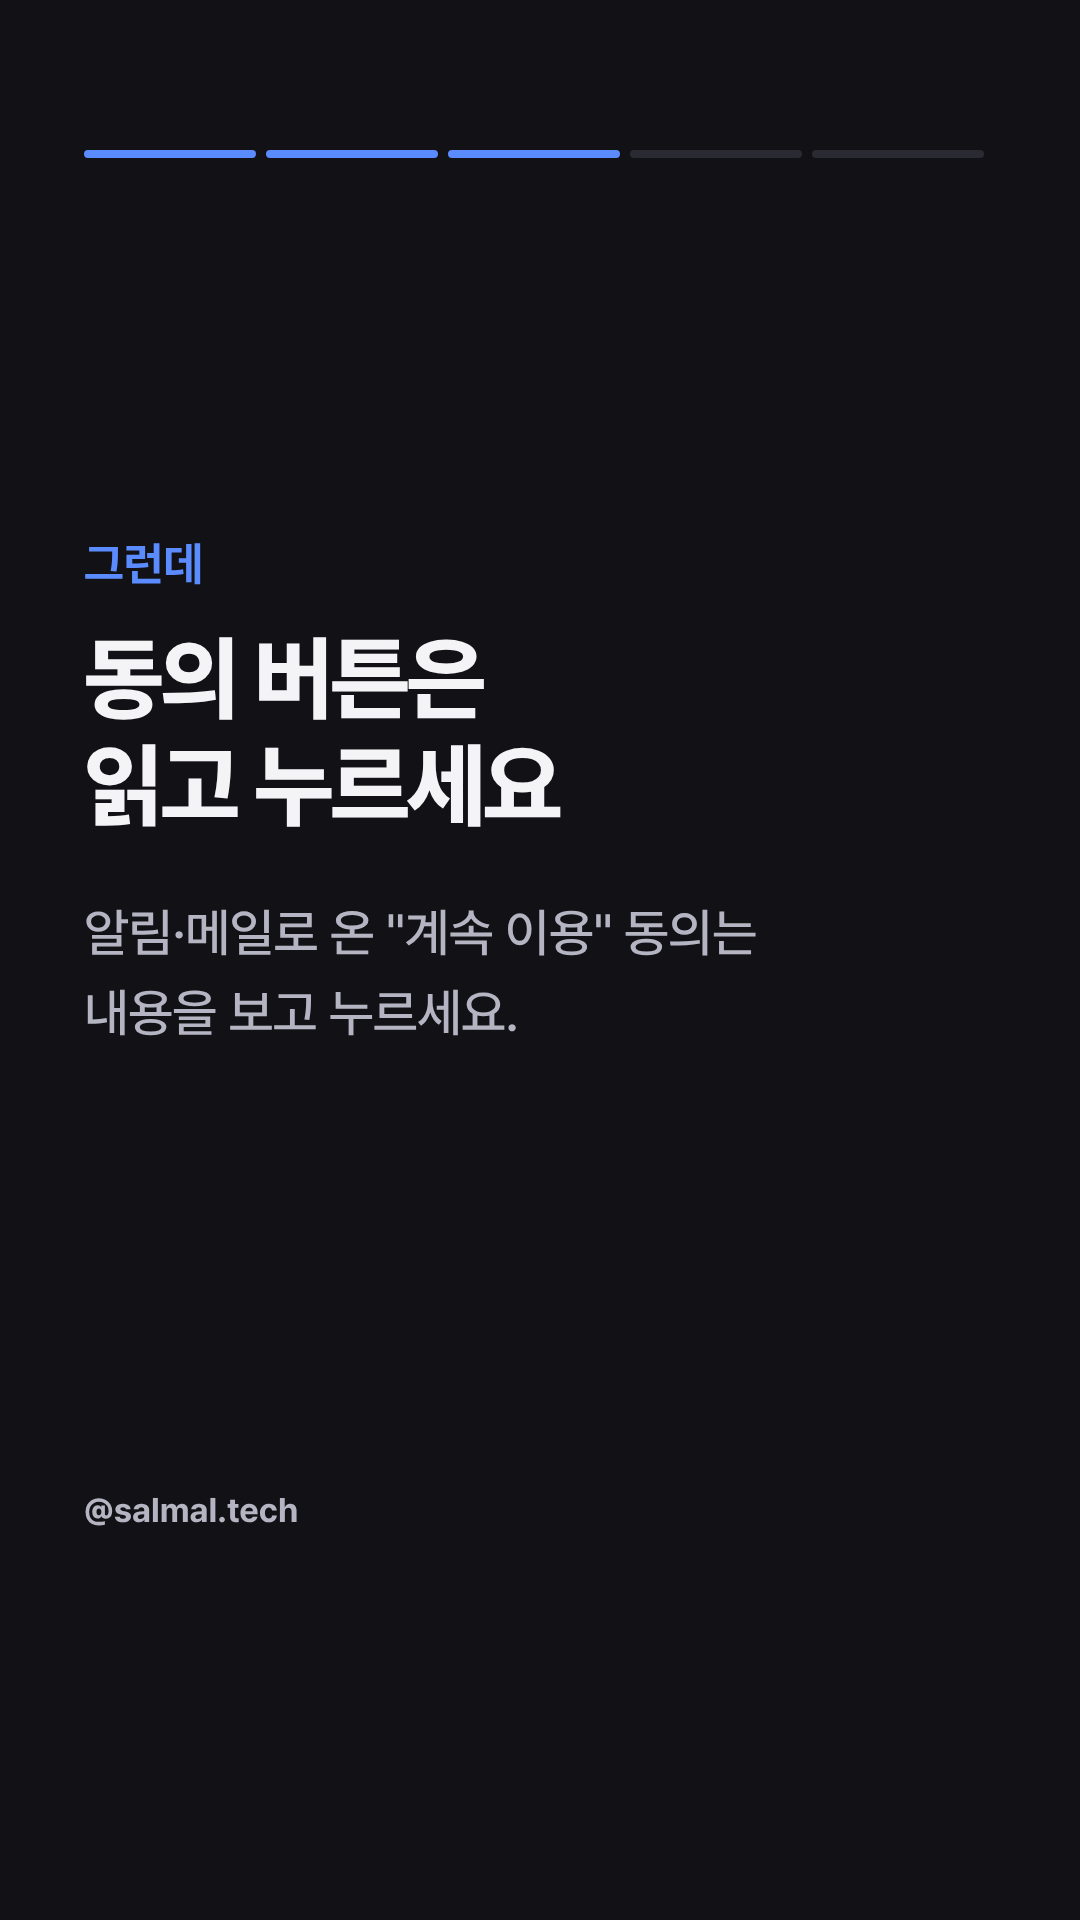 그런데
동의 버튼은
읽고 누르세요
알림·메일로 온 "계속 이용" 동의는
내용을 보고 누르세요.
@salmal.tech